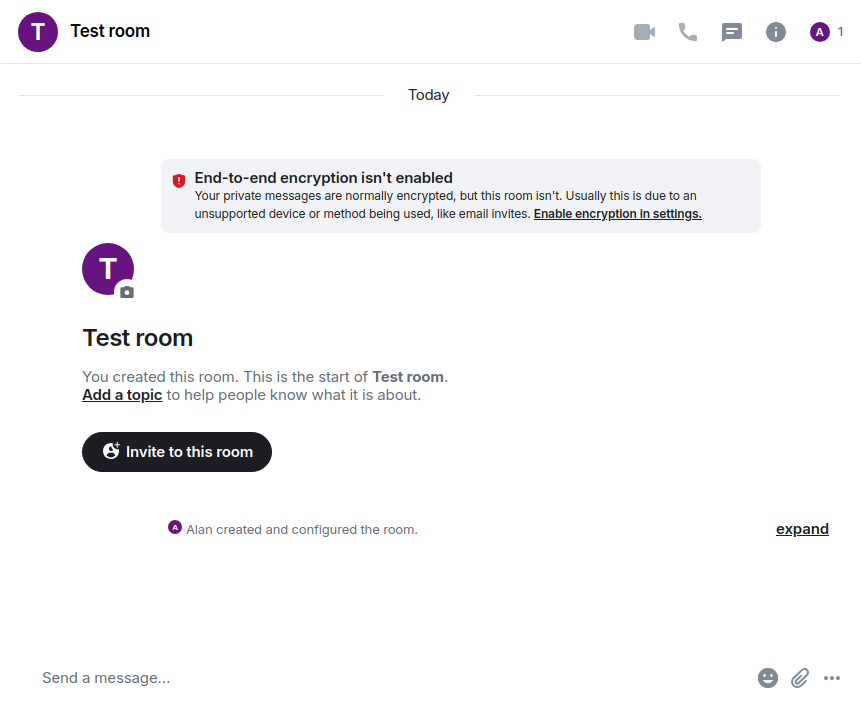 T Test room A 1
Today
End-to-end encryption isn't enabled
Your private messages are normally encrypted, but this room isn't. Usually this is due to an
unsupported device or method being used, like email invites. Enable encryption in settings.
T
Test room
You created this room. This is the start of Test room.
Add a topic to help people know what it is about.
Invite to this room
A Alan created and configured the room. expand
Send a message…